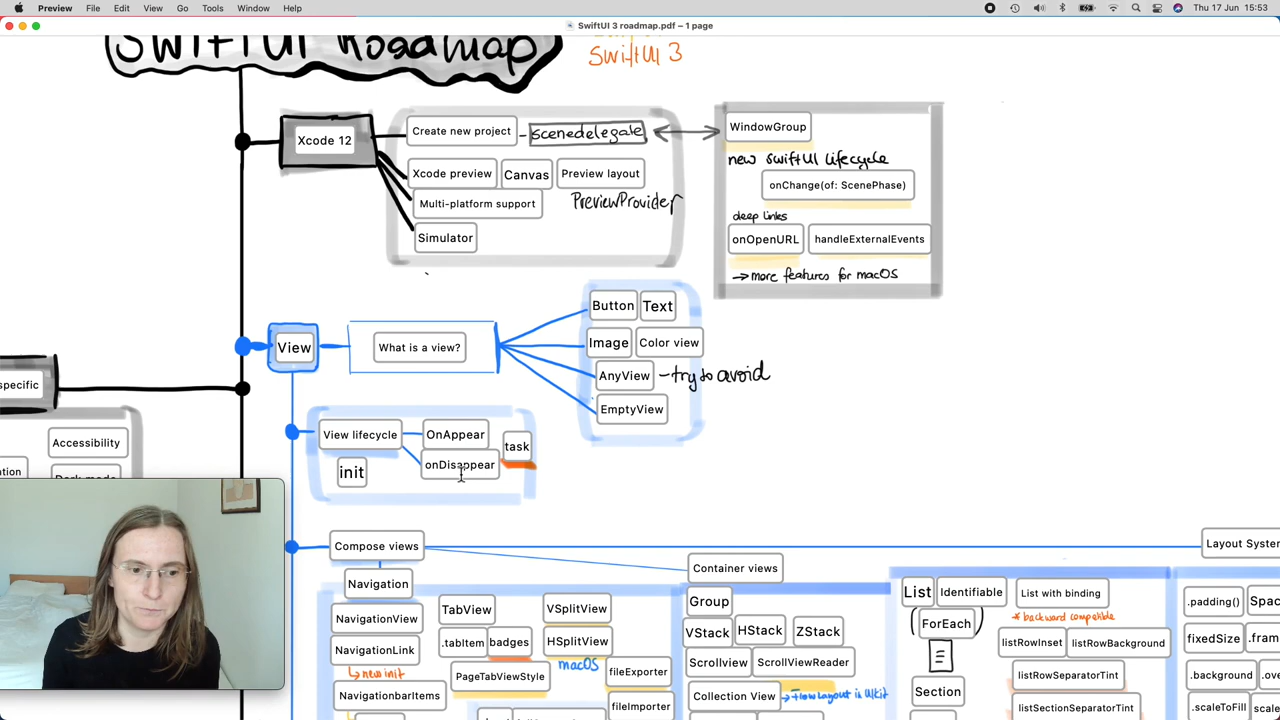 Preview File Edit View Go Tools Window Help
Thu 17 Jun 15:53
SwiftUI 3 roadmap.pdf – 1 page
SwiftUI Roadmap
SwiftUI 3
Xcode 12
Create new project
scenedelegate
Xcode preview
Canvas
Preview layout
Multi-platform support
PreviewProvider
Simulator
WindowGroup
new SwiftUI lifecycle
onChange(of: ScenePhase)
deep links
onOpenURL
handleExternalEvents
→ more features for macOS
View
What is a view?
Button
Text
Image
Color view
AnyView
– try to avoid
EmptyView
specific
Accessibility
Dark mode
View lifecycle
OnAppear
task
onDisappear
init
Compose views
Layout System
Navigation
NavigationView
NavigationLink
↳ new init
NavigationbarItems
TabView
.tabItem
badges
PageTabViewStyle
VSplitView
HSplitView
macOS
fileExporter
fileImporter
Container views
Group
VStack
HStack
ZStack
Scrollview
ScrollViewReader
Collection View
→ Flowlayout in UIKit
List
Identifiable
List with binding
* backward compatible
( ForEach )
listRowInset
listRowBackground
listRowSeparatorTint
Section
listSectionSeparatorTint
.padding()
fixedSize
.background
.scaleToFill